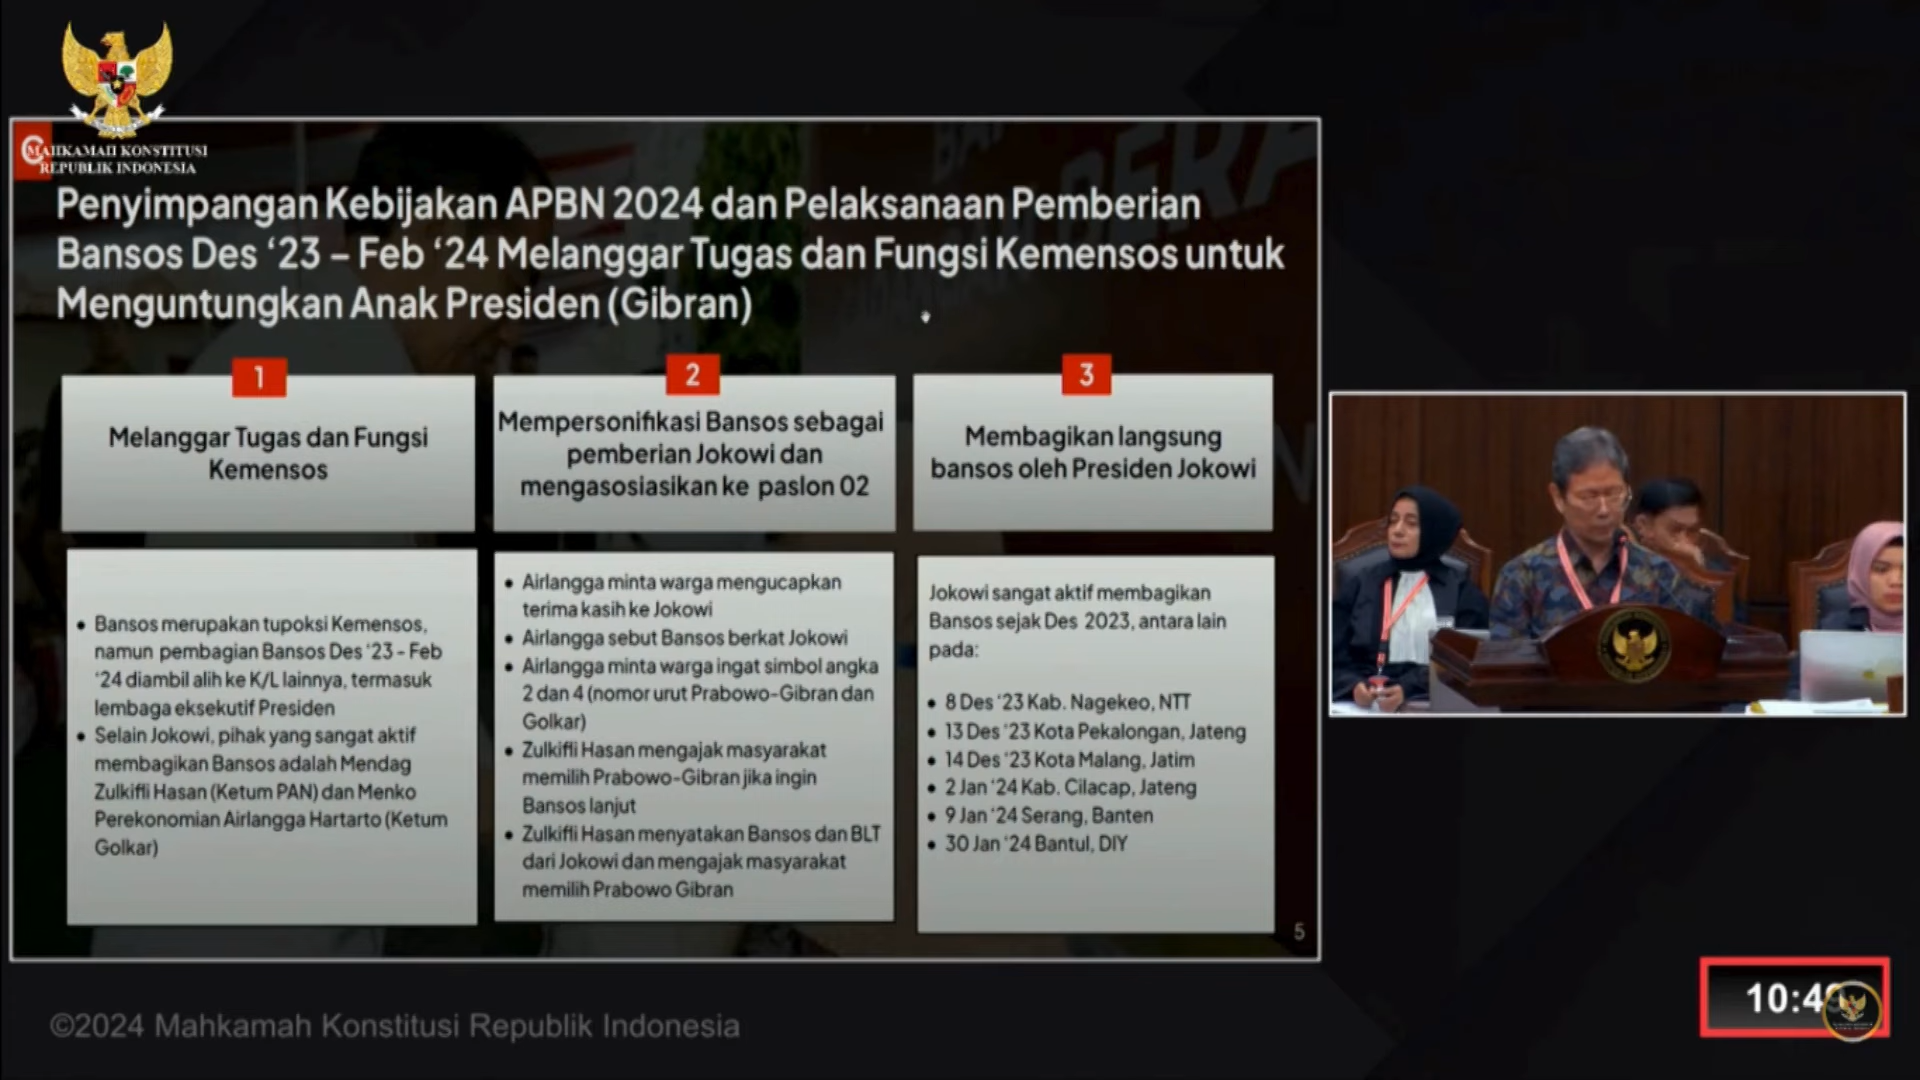 MAHKAMAH KONSTITUSI
REPUBLIK INDONESIA
Penyimpangan Kebijakan APBN 2024 dan Pelaksanaan Pemberian
Bansos Des ‘23 – Feb ‘24 Melanggar Tugas dan Fungsi Kemensos untuk
Menguntungkan Anak Presiden (Gibran)
1
Melanggar Tugas dan Fungsi
Kemensos
• Bansos merupakan tupoksi Kemensos,
namun pembagian Bansos Des ‘23 - Feb
‘24 diambil alih ke K/L lainnya, termasuk
lembaga eksekutif Presiden
• Selain Jokowi, pihak yang sangat aktif
membagikan Bansos adalah Mendag
Zulkifli Hasan (Ketum PAN) dan Menko
Perekonomian Airlangga Hartarto (Ketum
Golkar)
2
Mempersonifikasi Bansos sebagai
pemberian Jokowi dan
mengasosiasikan ke paslon 02
• Airlangga minta warga mengucapkan
terima kasih ke Jokowi
• Airlangga sebut Bansos berkat Jokowi
• Airlangga minta warga ingat simbol angka
2 dan 4 (nomor urut Prabowo-Gibran dan
Golkar)
• Zulkifli Hasan mengajak masyarakat
memilih Prabowo-Gibran jika ingin
Bansos lanjut
• Zulkifli Hasan menyatakan Bansos dan BLT
dari Jokowi dan mengajak masyarakat
memilih Prabowo Gibran
3
Membagikan langsung
bansos oleh Presiden Jokowi
Jokowi sangat aktif membagikan
Bansos sejak Des 2023, antara lain
pada:
• 8 Des ‘23 Kab. Nagekeo, NTT
• 13 Des ‘23 Kota Pekalongan, Jateng
• 14 Des ‘23 Kota Malang, Jatim
• 2 Jan ‘24 Kab. Cilacap, Jateng
• 9 Jan ‘24 Serang, Banten
• 30 Jan ‘24 Bantul, DIY
5
©2024 Mahkamah Konstitusi Republik Indonesia